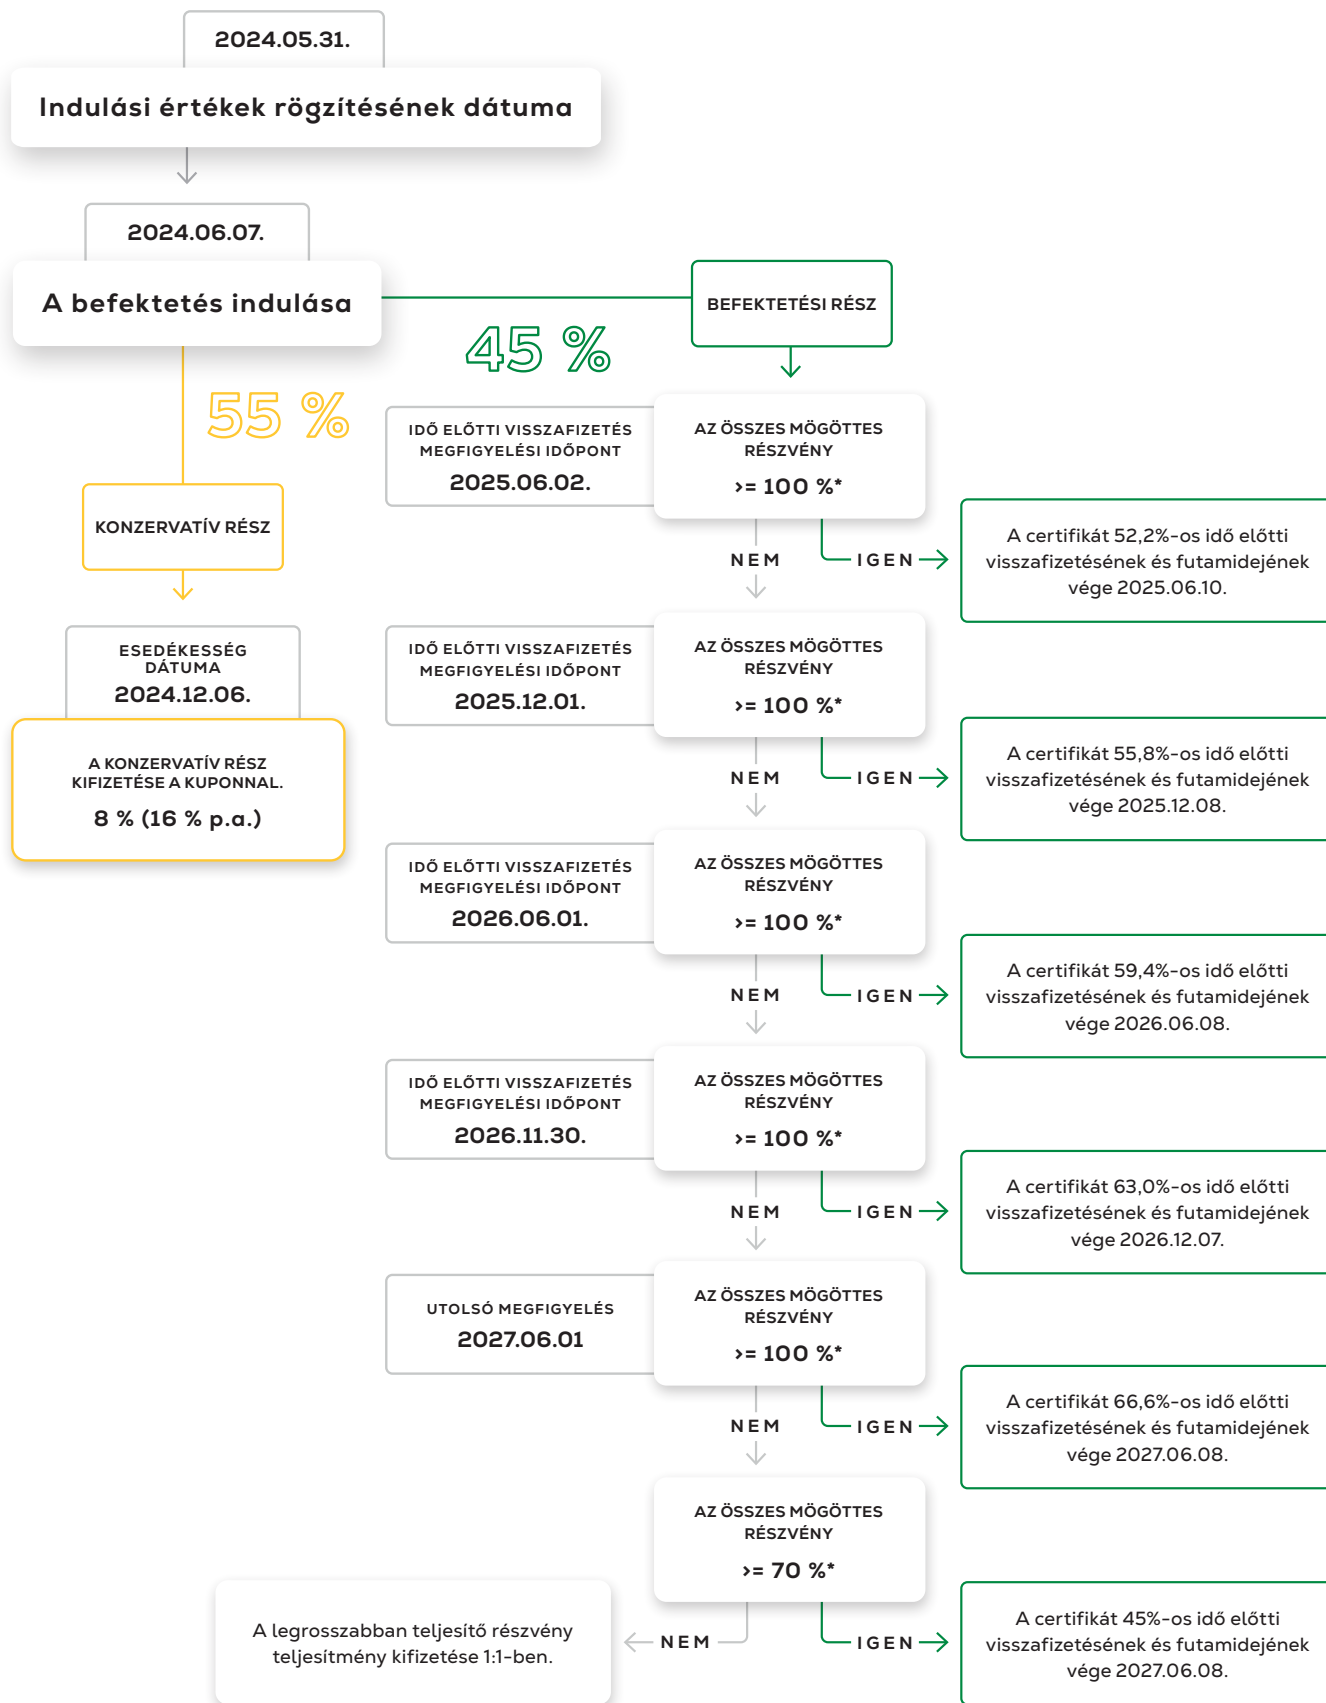 2024.05.31.
Indulási értékek rögzítésének dátuma
2024.06.07.
A befektetés indulása
45 %
BEFEKTETÉSI RÉSZ
55 %
KONZERVATÍV RÉSZ
ESEDÉKESSÉG
DÁTUMA
2024.12.06.
A KONZERVATÍV RÉSZ
KIFIZETÉSE A KUPONNAL.
8 % (16 % p.a.)
IDŐ ELŐTTI VISSZAFIZETÉS
MEGFIGYELÉSI IDŐPONT
2025.06.02.
AZ ÖSSZES MÖGÖTTES
RÉSZVÉNY
>= 100 %*
NEM
IGEN
A certifikát 52,2%-os idő előtti
visszafizetésének és futamidejének
vége 2025.06.10.
IDŐ ELŐTTI VISSZAFIZETÉS
MEGFIGYELÉSI IDŐPONT
2025.12.01.
AZ ÖSSZES MÖGÖTTES
RÉSZVÉNY
>= 100 %*
NEM
IGEN
A certifikát 55,8%-os idő előtti
visszafizetésének és futamidejének
vége 2025.12.08.
IDŐ ELŐTTI VISSZAFIZETÉS
MEGFIGYELÉSI IDŐPONT
2026.06.01.
AZ ÖSSZES MÖGÖTTES
RÉSZVÉNY
>= 100 %*
NEM
IGEN
A certifikát 59,4%-os idő előtti
visszafizetésének és futamidejének
vége 2026.06.08.
IDŐ ELŐTTI VISSZAFIZETÉS
MEGFIGYELÉSI IDŐPONT
2026.11.30.
AZ ÖSSZES MÖGÖTTES
RÉSZVÉNY
>= 100 %*
NEM
IGEN
A certifikát 63,0%-os idő előtti
visszafizetésének és futamidejének
vége 2026.12.07.
UTOLSÓ MEGFIGYELÉS
2027.06.01
AZ ÖSSZES MÖGÖTTES
RÉSZVÉNY
>= 100 %*
NEM
IGEN
A certifikát 66,6%-os idő előtti
visszafizetésének és futamidejének
vége 2027.06.08.
AZ ÖSSZES MÖGÖTTES
RÉSZVÉNY
>= 70 %*
NEM
IGEN
A legrosszabban teljesítő részvény
teljesítmény kifizetése 1:1-ben.
A certifikát 45%-os idő előtti
visszafizetésének és futamidejének
vége 2027.06.08.